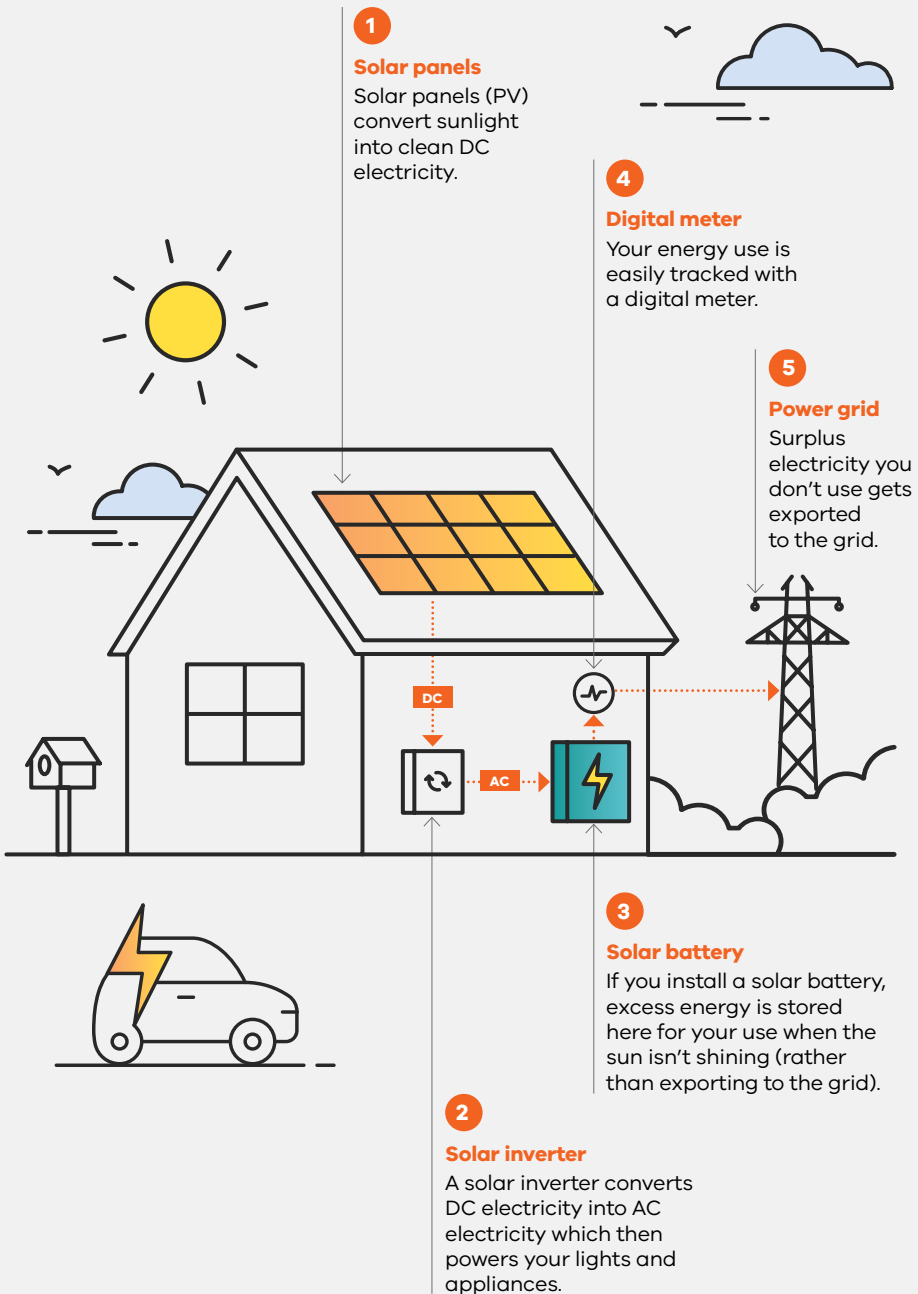 1
Solar panels
Solar panels (PV)
convert sunlight
into clean DC
electricity.
4
Digital meter
Your energy use is
easily tracked with
a digital meter.
5
Power grid
Surplus
electricity you
don’t use gets
exported
to the grid.
DC
AC
3
Solar battery
If you install a solar battery,
excess energy is stored
here for your use when the
sun isn’t shining (rather
than exporting to the grid).
2
Solar inverter
A solar inverter converts
DC electricity into AC
electricity which then
powers your lights and
appliances.